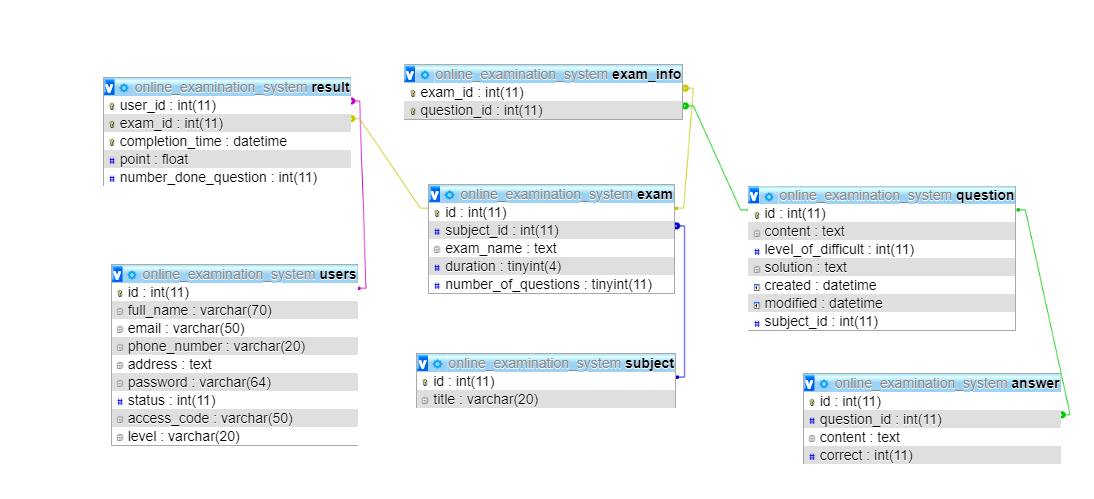 online_examination_system result
user_id : int(11)
exam_id : int(11)
completion_time : datetime
point : float
number_done_question : int(11)
online_examination_system exam_info
exam_id : int(11)
question_id : int(11)
online_examination_system exam
id : int(11)
subject_id : int(11)
exam_name : text
duration : tinyint(4)
number_of_questions : tinyint(11)
online_examination_system question
id : int(11)
content : text
level_of_difficult : int(11)
solution : text
created : datetime
modified : datetime
subject_id : int(11)
online_examination_system users
id : int(11)
full_name : varchar(70)
email : varchar(50)
phone_number : varchar(20)
address : text
password : varchar(64)
status : int(11)
access_code : varchar(50)
level : varchar(20)
online_examination_system subject
id : int(11)
title : varchar(20)
online_examination_system answer
id : int(11)
question_id : int(11)
content : text
correct : int(11)